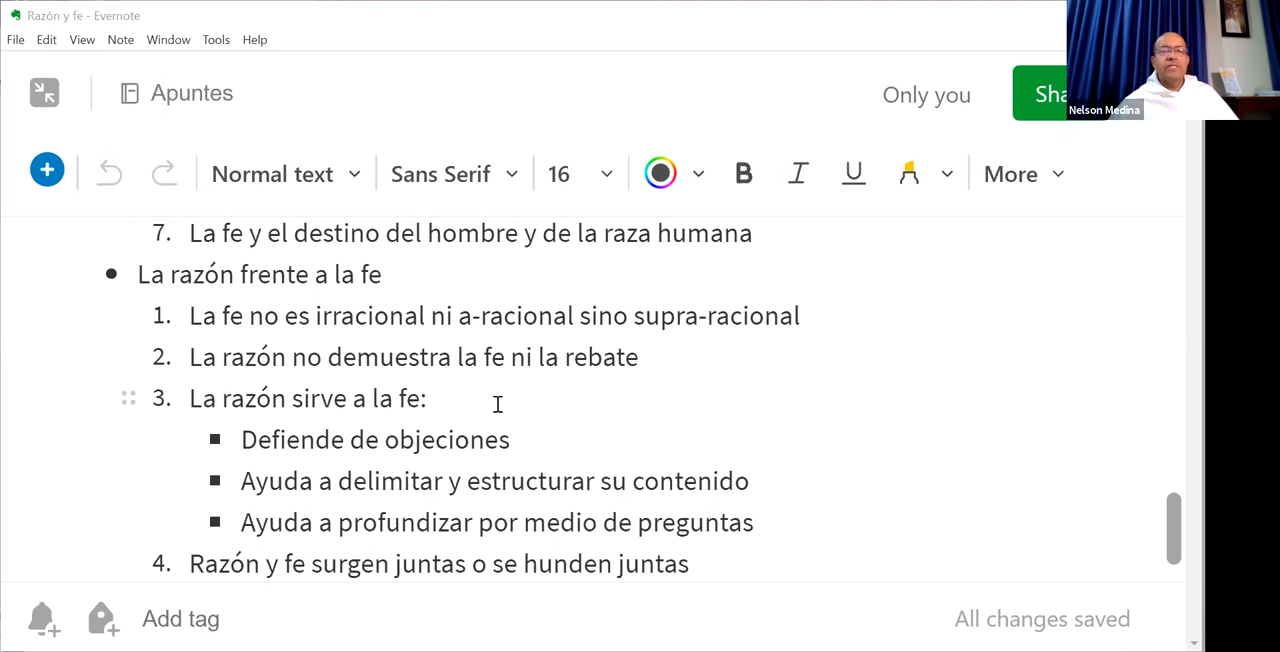 Razón y fe - Evernote
File Edit View Note Window Tools Help
Apuntes
Only you
Sha
Nelson Medina
Normal text
Sans Serif
16
B I U
More
7. La fe y el destino del hombre y de la raza humana
● La razón frente a la fe
1. La fe no es irracional ni a-racional sino supra-racional
2. La razón no demuestra la fe ni la rebate
3. La razón sirve a la fe:
■ Defiende de objeciones
■ Ayuda a delimitar y estructurar su contenido
■ Ayuda a profundizar por medio de preguntas
4. Razón y fe surgen juntas o se hunden juntas
Add tag
All changes saved